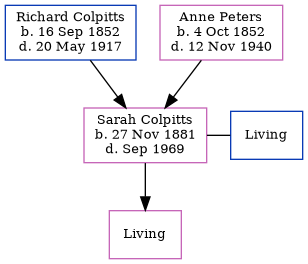 Richard Colpitts
b. 16 Sep 1852
d. 20 May 1917
Anne Peters
b. 4 Oct 1852
d. 12 Nov 1940
Sarah Colpitts
b. 27 Nov 1881
d. Sep 1969
Living
Living